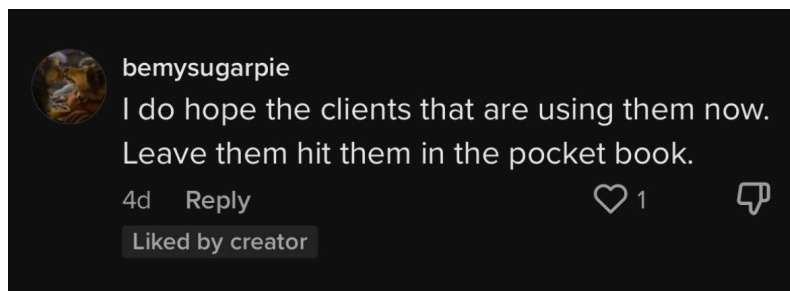 bemysugarpie
I do hope the clients that are using them now.
Leave them hit them in the pocket book.
4d Reply 1
Liked by creator